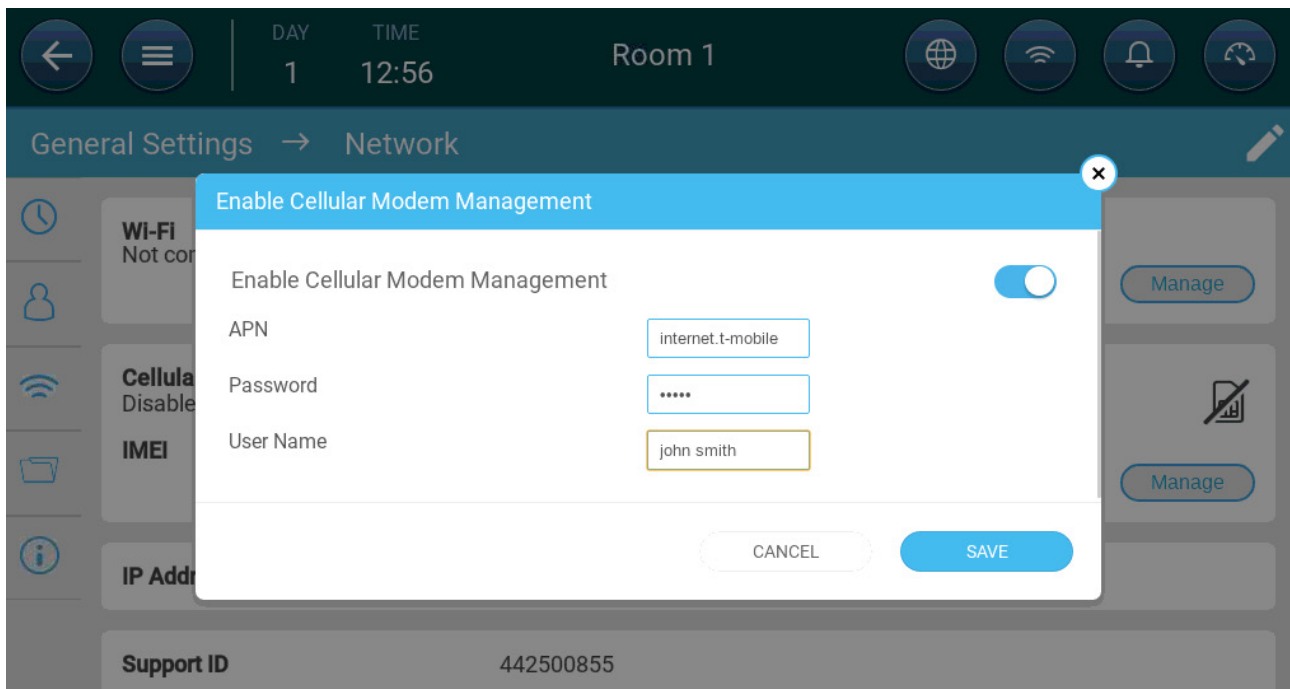 DAY TIME
1 12:56 Room 1
General Settings → Network
Enable Cellular Modem Management
Wi-Fi
Not con
Enable Cellular Modem Management
Manage
APN
internet.t-mobile
Cellula
Password
•••••
Disable
User Name
john smith
IMEI
Manage
CANCEL SAVE
IP Addr
Support ID 442500855